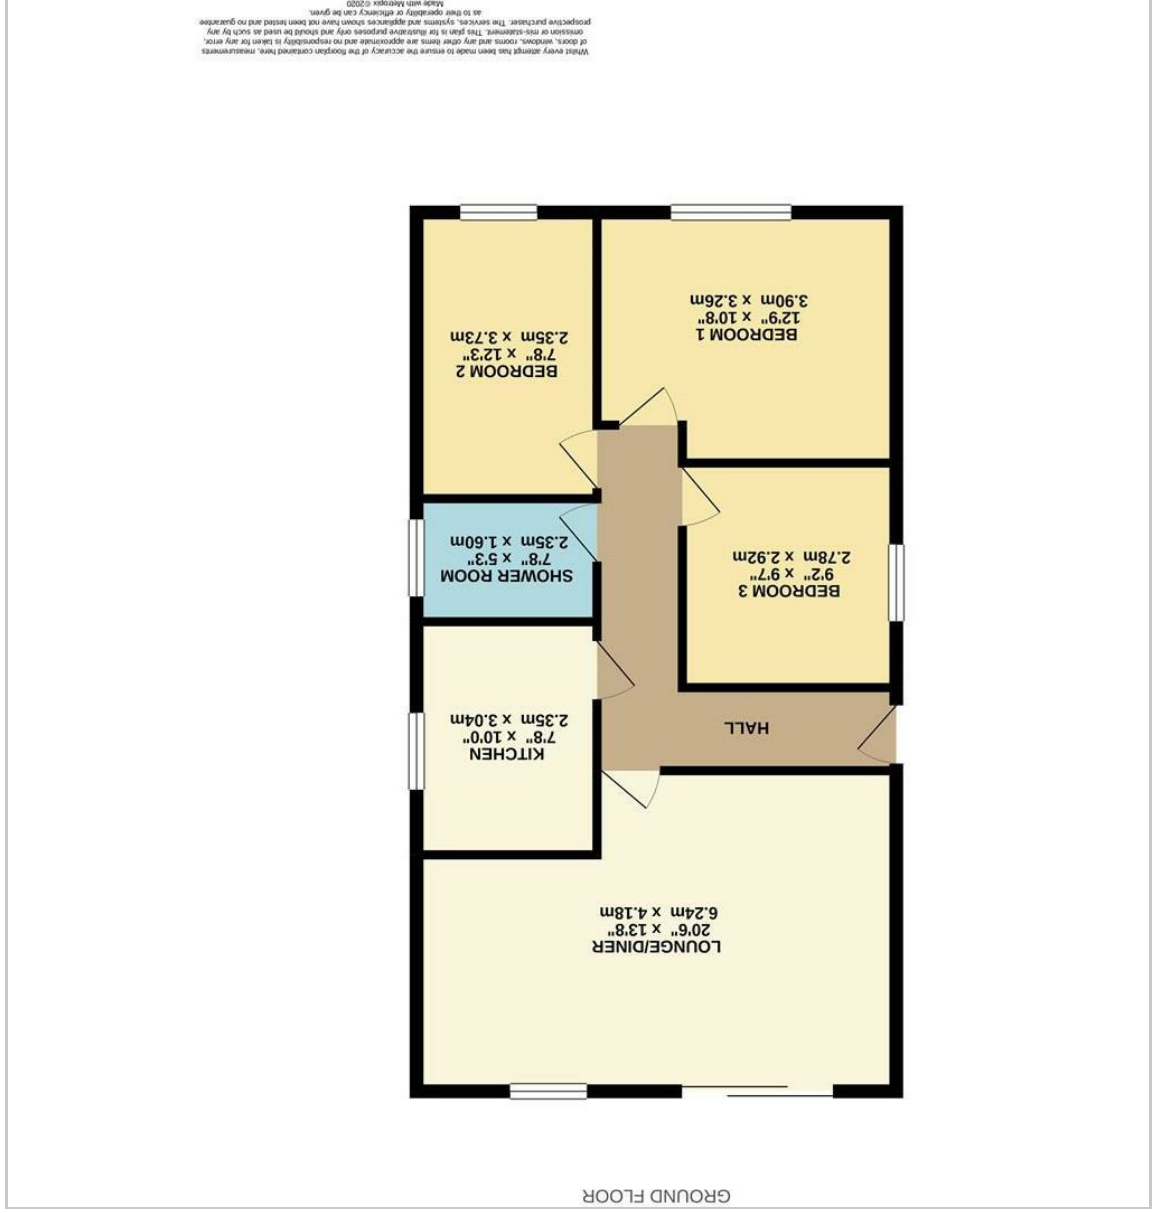 GROUND FLOOR
LOUNGE/DINER
20'6" x 13'8"
6.24m x 4.18m
KITCHEN
7'8" x 10'0"
2.35m x 3.04m
HALL
SHOWER ROOM
7'8" x 5'3"
2.35m x 1.60m
BEDROOM 3
9'2" x 9'7"
2.78m x 2.92m
BEDROOM 2
7'8" x 12'3"
2.35m x 3.73m
BEDROOM 1
12'9" x 10'8"
3.90m x 3.26m
Whilst every attempt has been made to ensure the accuracy of the floorplan contained here, measurements
of doors, windows, rooms and any other items are approximate and no responsibility is taken for any error,
omission or mis-statement. This plan is for illustrative purposes only and should be used as such by any
prospective purchaser. The services, systems and appliances shown have not been tested and no guarantee
as to their operability or efficiency can be given.
Made with Metropix ©2020